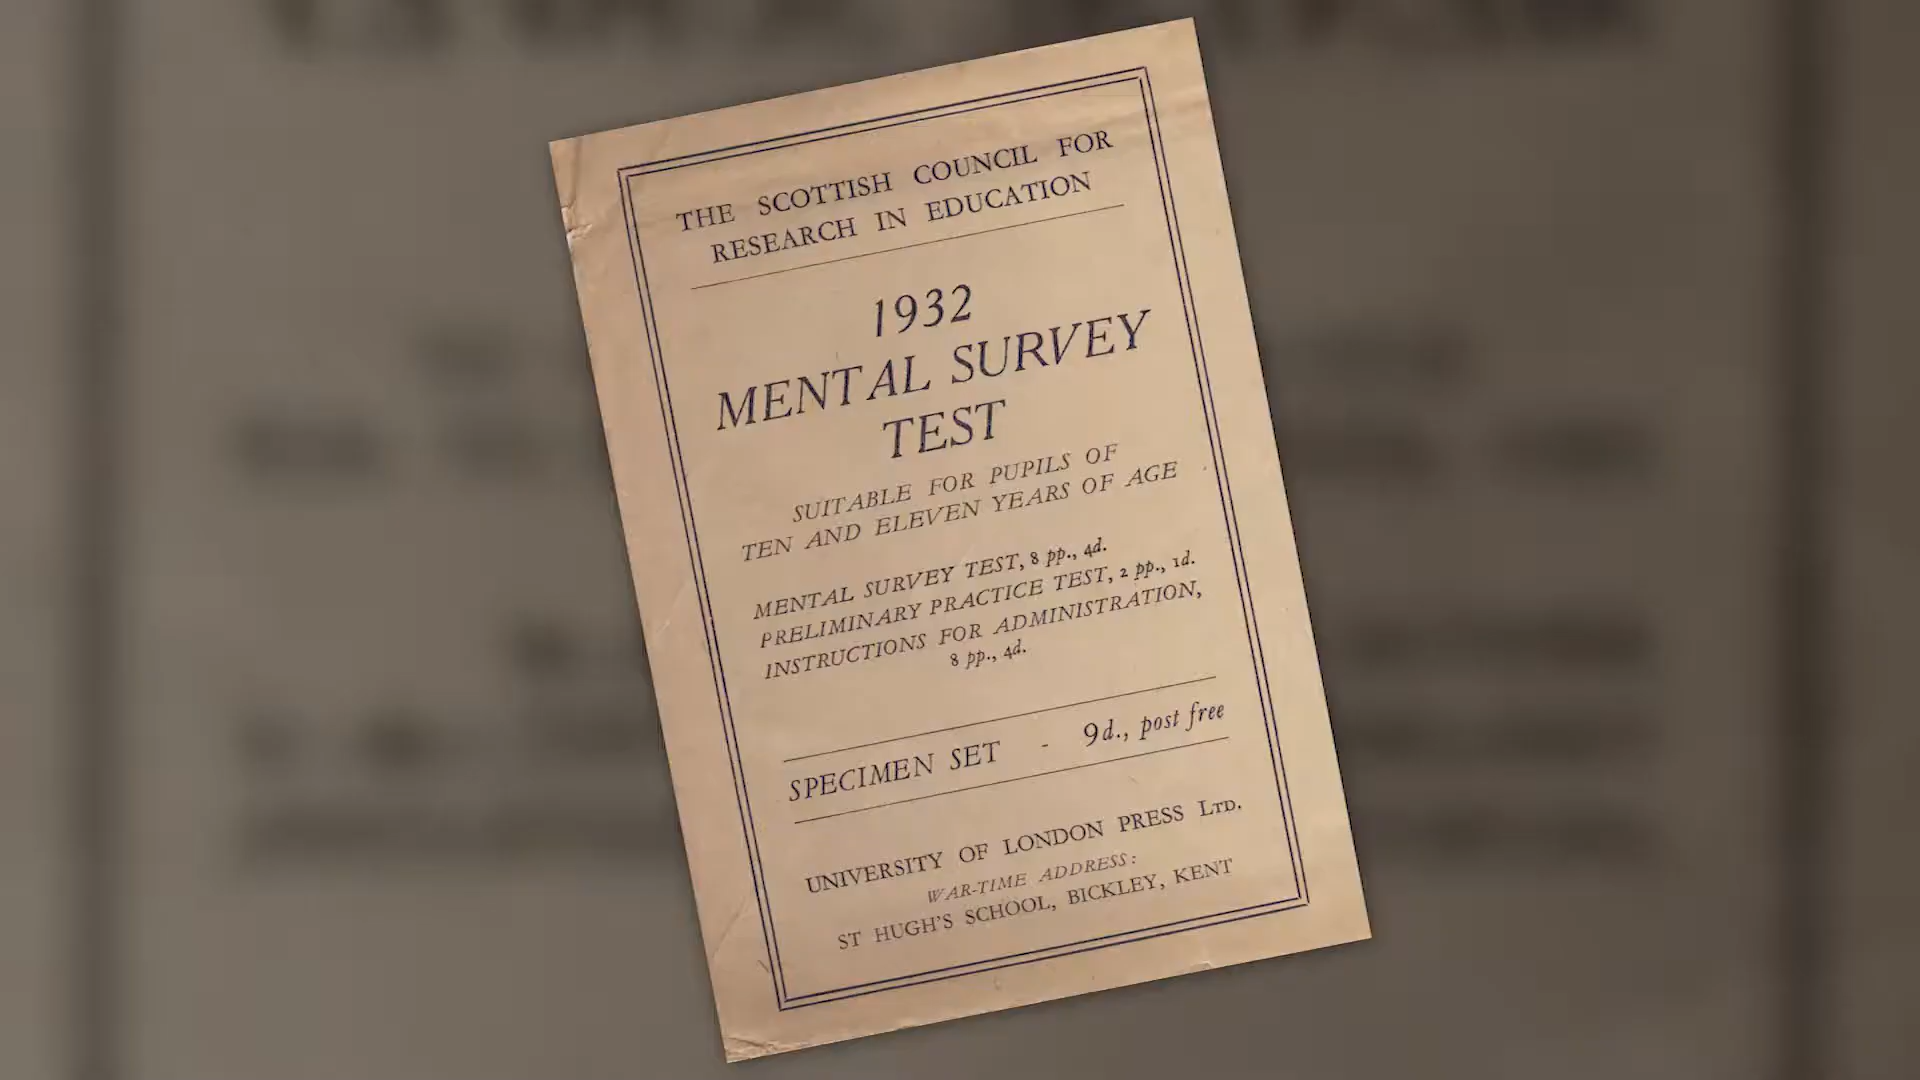 THE SCOTTISH COUNCIL FOR
RESEARCH IN EDUCATION
1932
MENTAL SURVEY
TEST
SUITABLE FOR PUPILS OF
TEN AND ELEVEN YEARS OF AGE
MENTAL SURVEY TEST, 8 pp., 4d.
PRELIMINARY PRACTICE TEST, 2 pp., 1d.
INSTRUCTIONS FOR ADMINISTRATION,
8 pp., 4d.
SPECIMEN SET - 9d., post free
UNIVERSITY OF LONDON PRESS LTD.
WAR-TIME ADDRESS:
ST HUGH'S SCHOOL, BICKLEY, KENT